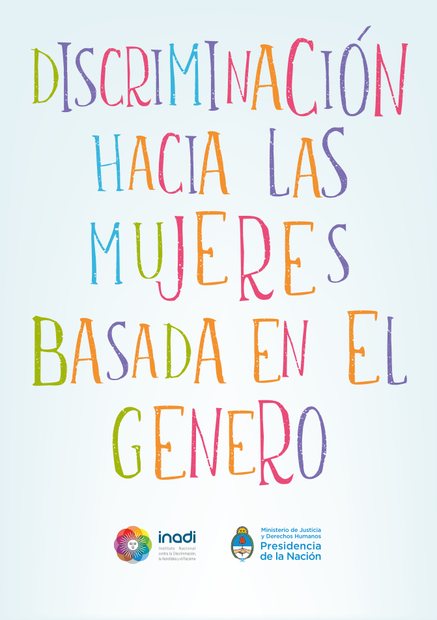 DISCRIMINACIÓN
HACIA LAS
MUJERES
BASADA EN EL
GENERO
inadi
Instituto Nacional
contra la Discriminación,
la Xenofobia y el Racismo
Ministerio de Justicia
y Derechos Humanos
Presidencia
de la Nación